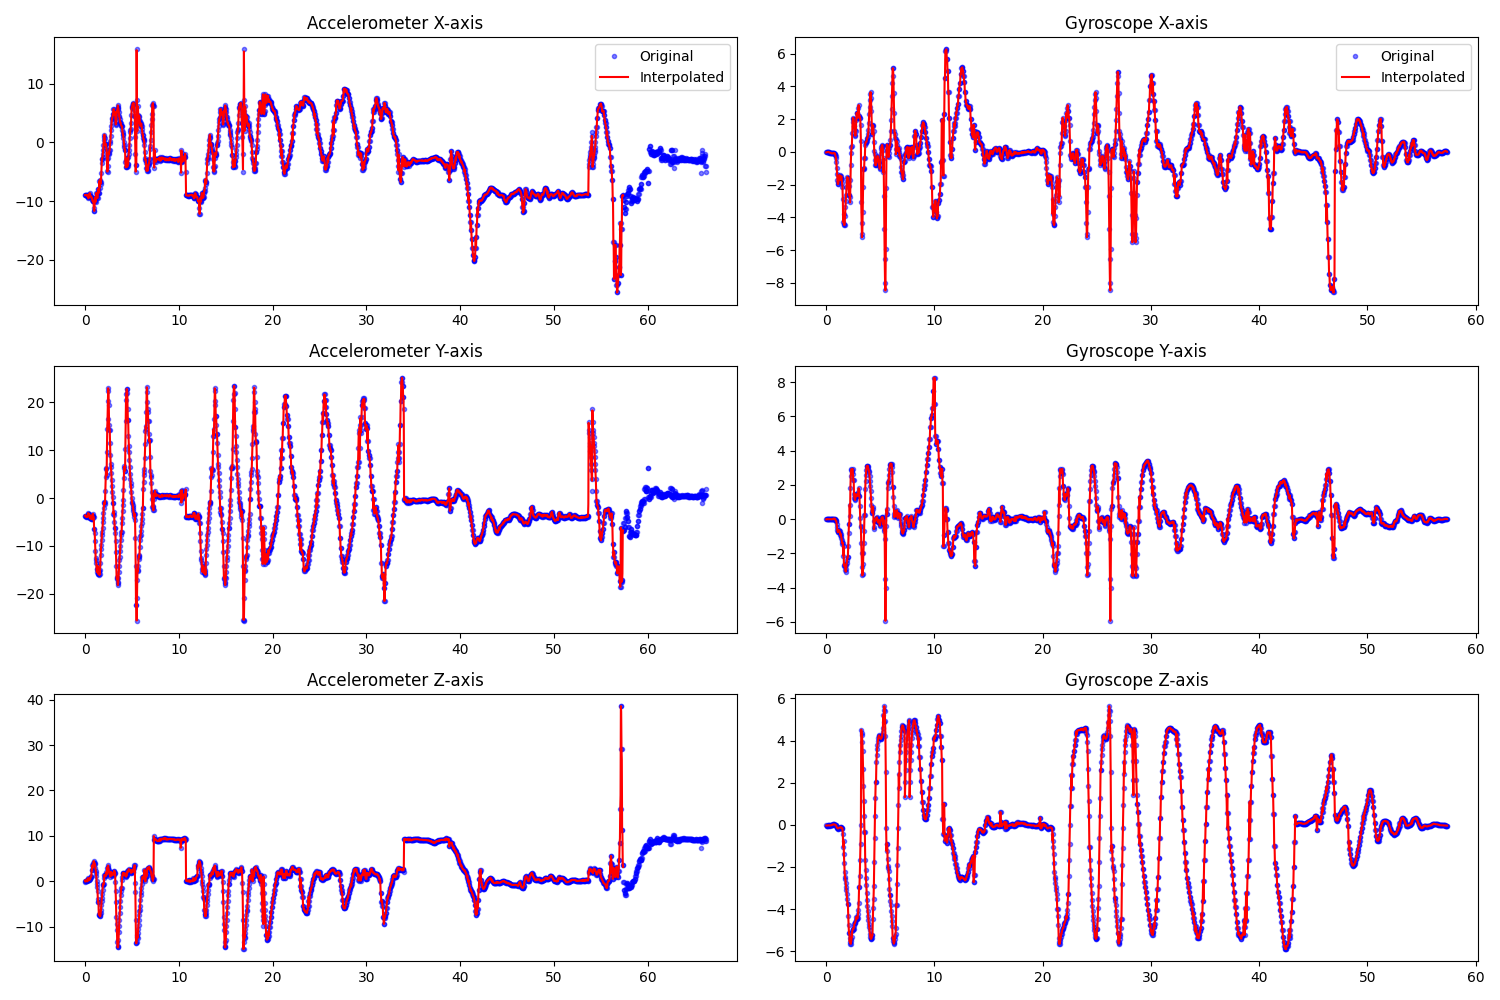 Accelerometer X-axis
Original
Interpolated
10
0
−10
−20
0 10 20 30 40 50 60
Gyroscope X-axis
Original
Interpolated
6
4
2
0
−2
−4
−6
−8
0 10 20 30 40 50 60
Accelerometer Y-axis
20
10
0
−10
−20
0 10 20 30 40 50 60
Gyroscope Y-axis
8
6
4
2
0
−2
−4
−6
0 10 20 30 40 50 60
Accelerometer Z-axis
40
30
20
10
0
−10
0 10 20 30 40 50 60
Gyroscope Z-axis
6
4
2
0
−2
−4
−6
0 10 20 30 40 50 60